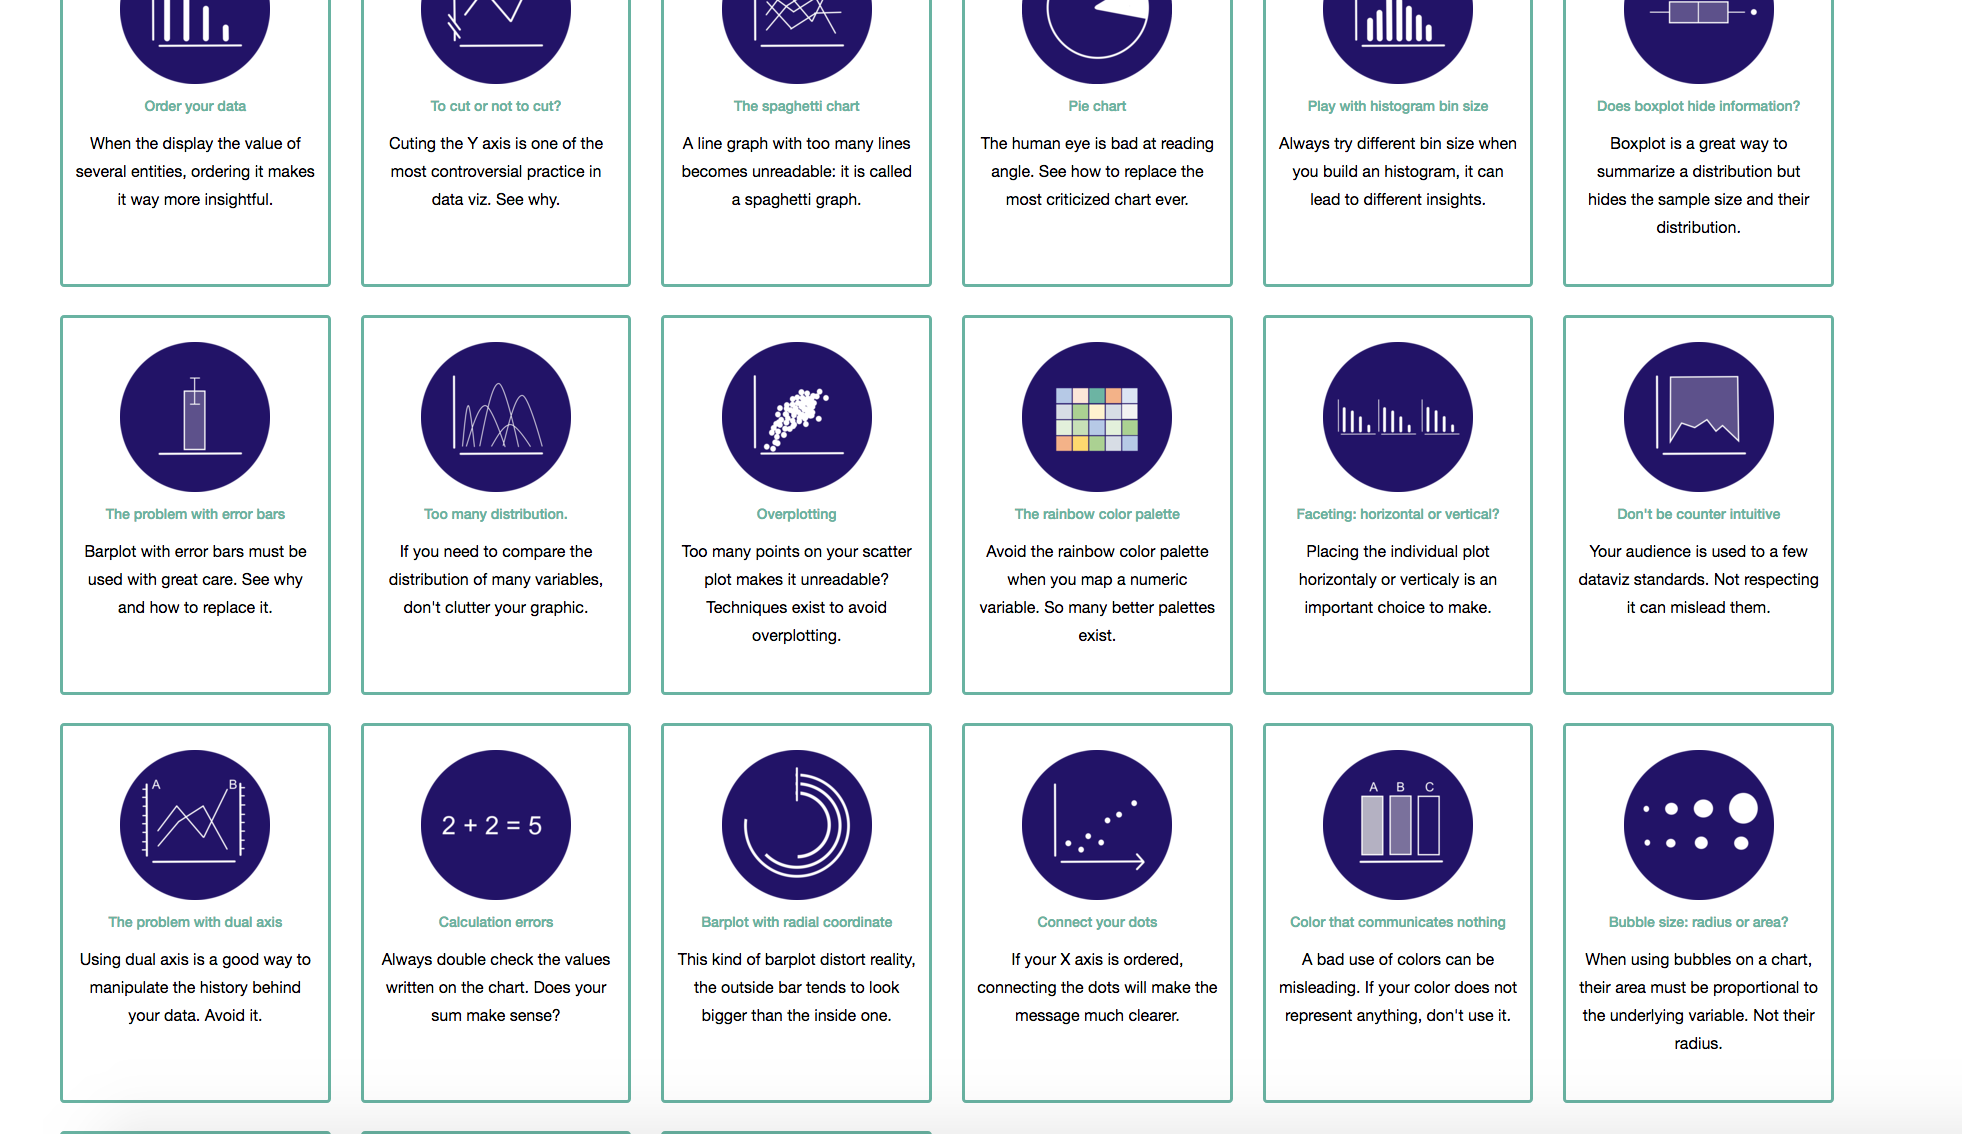 Order your data
When the display the value of
several entities, ordering it makes
it way more insightful.
To cut or not to cut?
Cuting the Y axis is one of the
most controversial practice in
data viz. See why.
The spaghetti chart
A line graph with too many lines
becomes unreadable: it is called
a spaghetti graph.
Pie chart
The human eye is bad at reading
angle. See how to replace the
most criticized chart ever.
Play with histogram bin size
Always try different bin size when
you build an histogram, it can
lead to different insights.
Does boxplot hide information?
Boxplot is a great way to
summarize a distribution but
hides the sample size and their
distribution.
The problem with error bars
Barplot with error bars must be
used with great care. See why
and how to replace it.
Too many distribution.
If you need to compare the
distribution of many variables,
don't clutter your graphic.
Overplotting
Too many points on your scatter
plot makes it unreadable?
Techniques exist to avoid
overplotting.
The rainbow color palette
Avoid the rainbow color palette
when you map a numeric
variable. So many better palettes
exist.
Faceting: horizontal or vertical?
Placing the individual plot
horizontaly or verticaly is an
important choice to make.
Don't be counter intuitive
Your audience is used to a few
dataviz standards. Not respecting
it can mislead them.
A B
The problem with dual axis
Using dual axis is a good way to
manipulate the history behind
your data. Avoid it.
2 + 2 = 5
Calculation errors
Always double check the values
written on the chart. Does your
sum make sense?
Barplot with radial coordinate
This kind of barplot distort reality,
the outside bar tends to look
bigger than the inside one.
Connect your dots
If your X axis is ordered,
connecting the dots will make the
message much clearer.
A B C
Color that communicates nothing
A bad use of colors can be
misleading. If your color does not
represent anything, don't use it.
Bubble size: radius or area?
When using bubbles on a chart,
their area must be proportional to
the underlying variable. Not their
radius.